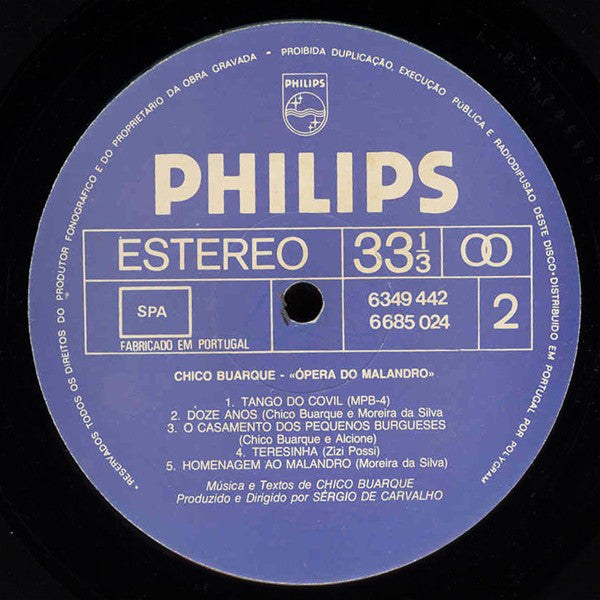 • RESERVADOS TODOS OS DIREITOS DO PRODUTOR FONOGRÁFICO E DO PROPRIETÁRIO DA OBRA GRAVADA - PROIBIDA DUPLICAÇÃO, EXECUÇÃO PÚBLICA E RADIODIFUSÃO DESTE DISCO • DISTRIBUIDO EM PORTUGAL POR POLYGRAM
PHILIPS
PHILIPS
ESTEREO
33 1/3
SPA
FABRICADO EM PORTUGAL
6349 442
6685 024
2
CHICO BUARQUE - «ÓPERA DO MALANDRO»
1. TANGO DO COVIL (MPB-4)
2. DOZE ANOS (Chico Buarque e Moreira da Silva
3. O CASAMENTO DOS PEQUENOS BURGUESES
(Chico Buarque e Alcione)
4. TERESINHA (Zizi Possi)
5. HOMENAGEM AO MALANDRO (Moreira da Silva)
Música e Textos de CHICO BUARQUE
Produzido e Dirigido por SÉRGIO DE CARVALHO